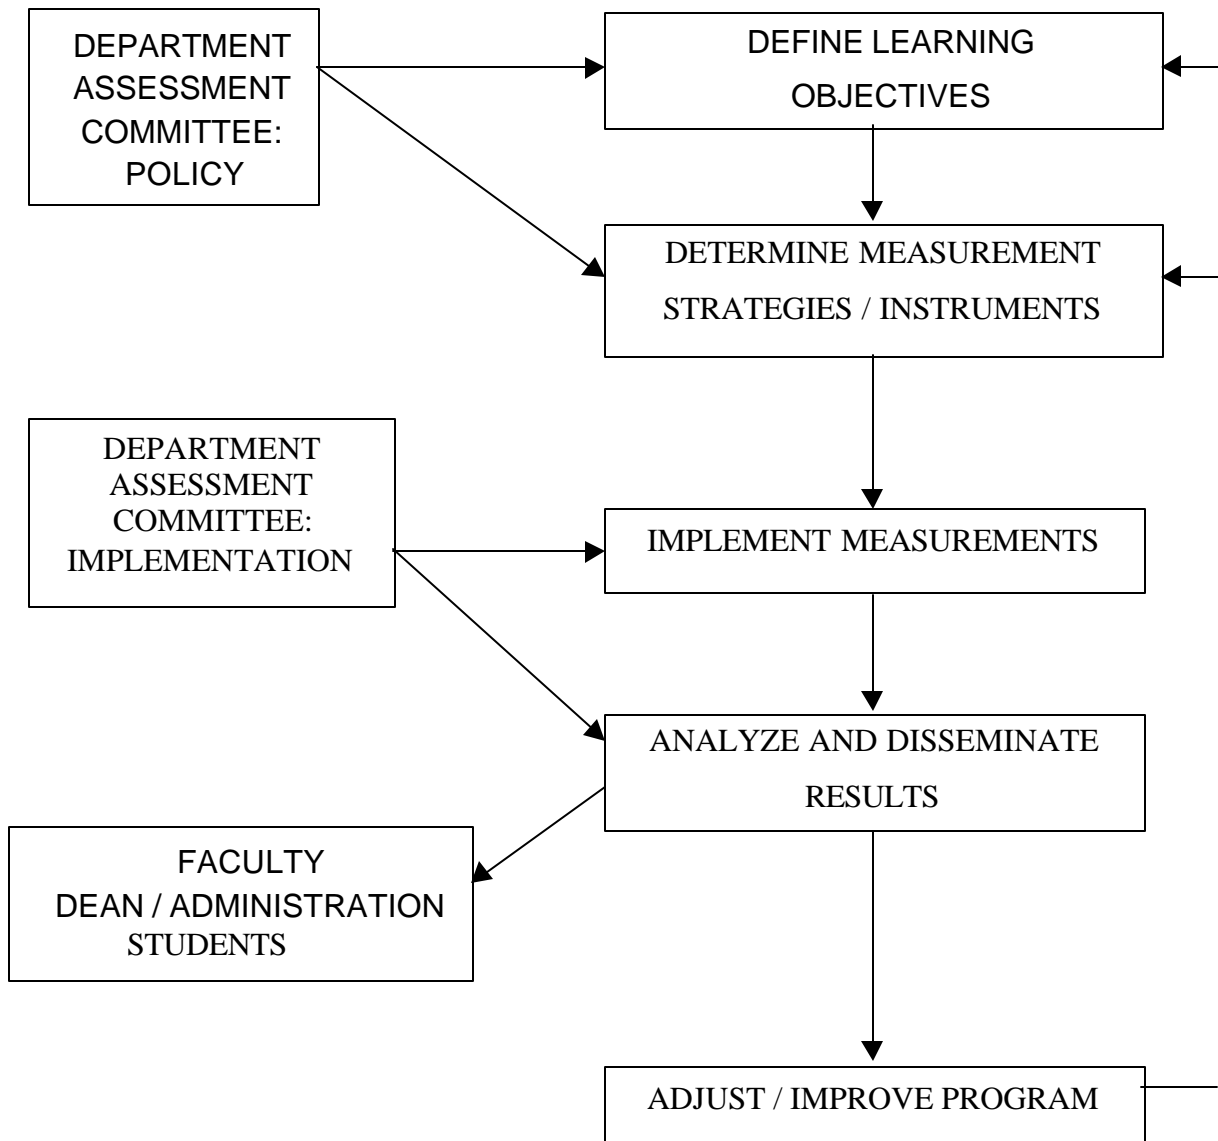 DEPARTMENT
ASSESSMENT
COMMITTEE:
POLICY
DEFINE LEARNING
OBJECTIVES
DETERMINE MEASUREMENT
STRATEGIES / INSTRUMENTS
DEPARTMENT
ASSESSMENT
COMMITTEE:
IMPLEMENTATION
IMPLEMENT MEASUREMENTS
ANALYZE AND DISSEMINATE
RESULTS
FACULTY
DEAN / ADMINISTRATION
STUDENTS
ADJUST / IMPROVE PROGRAM